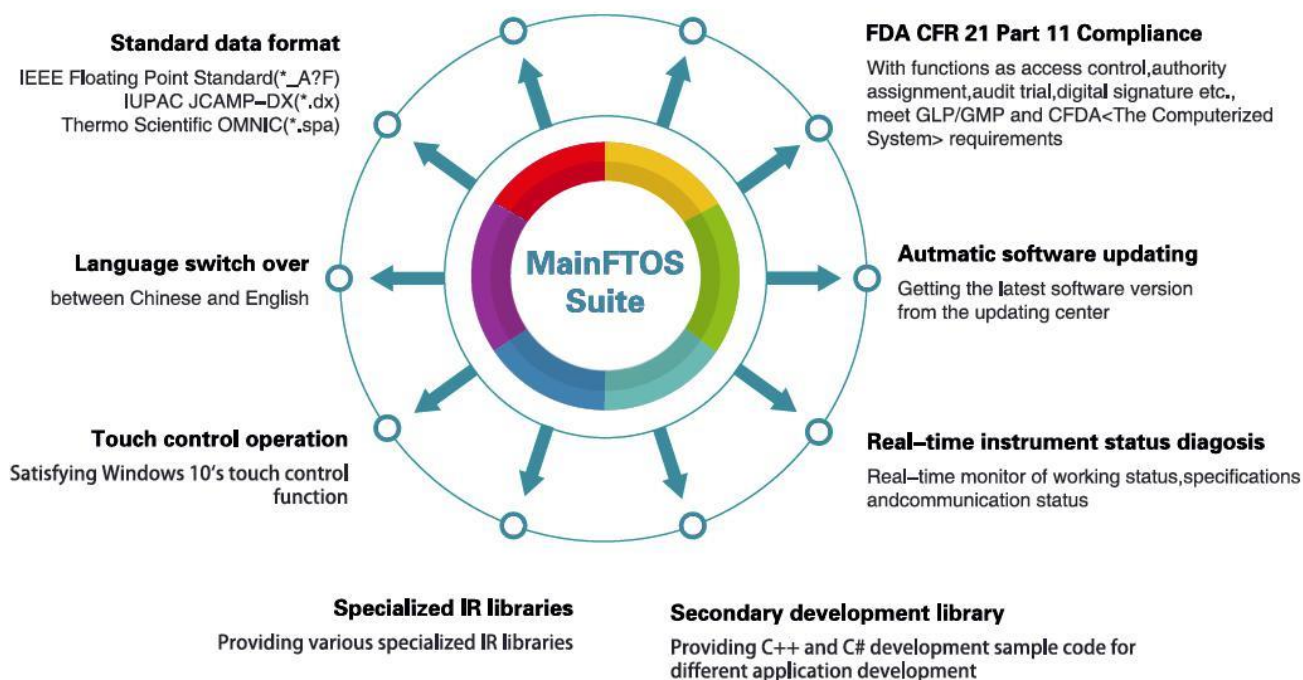 Standard data format
IEEE Floating Point Standard(*_A?F)
IUPAC JCAMP–DX(*.dx)
Thermo Scientific OMNIC(*.spa)
FDA CFR 21 Part 11 Compliance
With functions as access control,authority
assignment,audit trial,digital signature etc.,
meet GLP/GMP and CFDA<The Computerized
System> requirements
Language switch over
between Chinese and English
MainFTOS
Suite
Autmatic software updating
Getting the latest software version
from the updating center
Touch control operation
Satisfying Windows 10's touch control
function
Real–time instrument status diagosis
Real–time monitor of working status,specifications
andcommunication status
Specialized IR libraries
Providing various specialized IR libraries
Secondary development library
Providing C++ and C# development sample code for
different application development